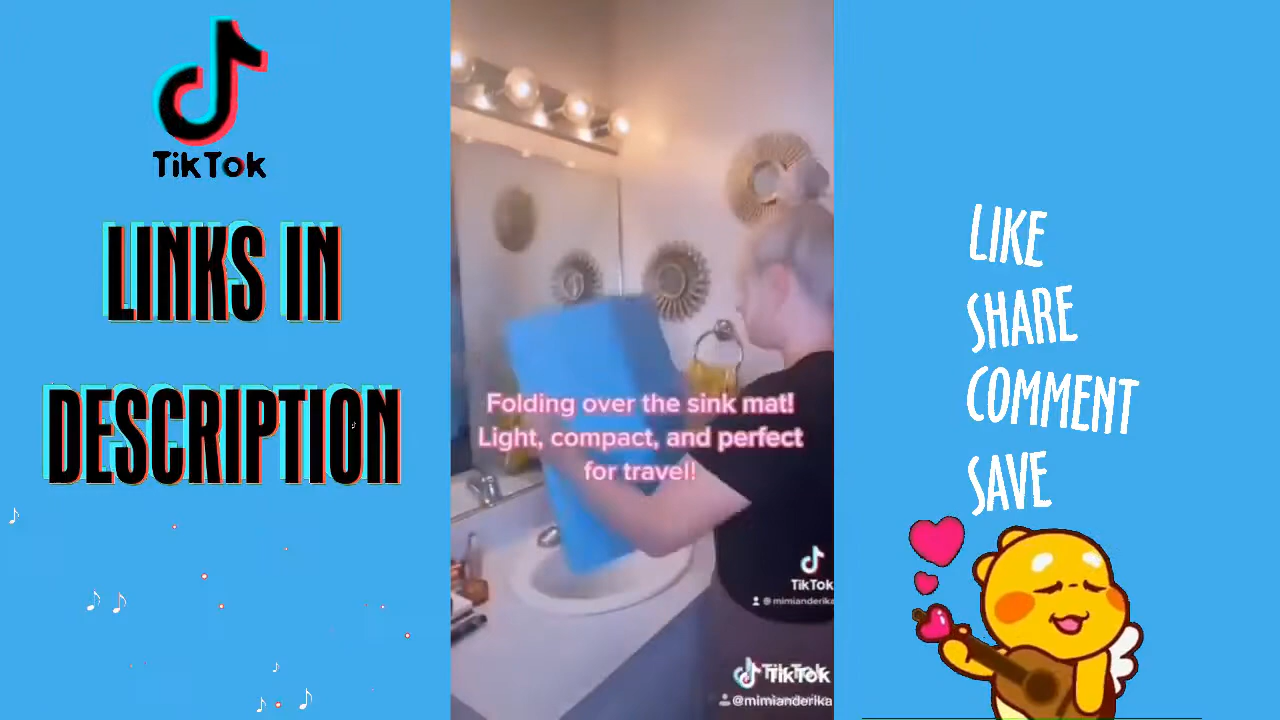 TikTok
LINKS IN
DESCRIPTION
Folding over the sink mat!
Light, compact, and perfect
for travel!
TikTok
@mimianderika
TikTok
@mimianderika
LIKE
SHARE
COMMENT
SAVE